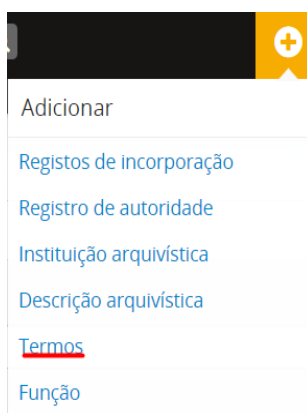 Adicionar
Registos de incorporação
Registro de autoridade
Instituição arquivística
Descrição arquivística
Termos
Função